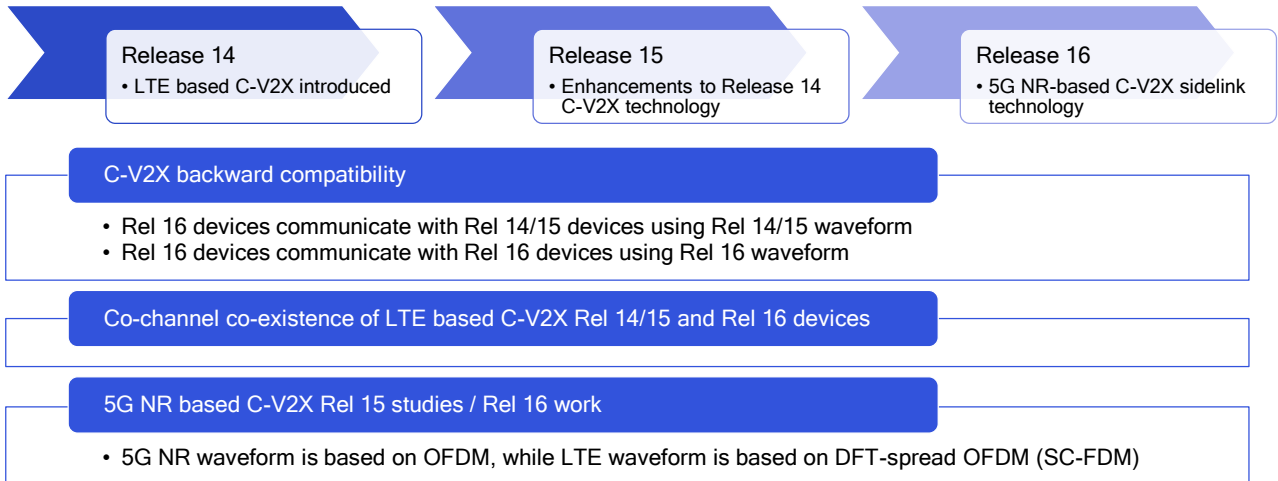 Release 14
• LTE based C-V2X introduced
Release 15
• Enhancements to Release 14
C-V2X technology
Release 16
• 5G NR-based C-V2X sidelink
technology
C-V2X backward compatibility
• Rel 16 devices communicate with Rel 14/15 devices using Rel 14/15 waveform
• Rel 16 devices communicate with Rel 16 devices using Rel 16 waveform
Co-channel co-existence of LTE based C-V2X Rel 14/15 and Rel 16 devices
5G NR based C-V2X Rel 15 studies / Rel 16 work
• 5G NR waveform is based on OFDM, while LTE waveform is based on DFT-spread OFDM (SC-FDM)